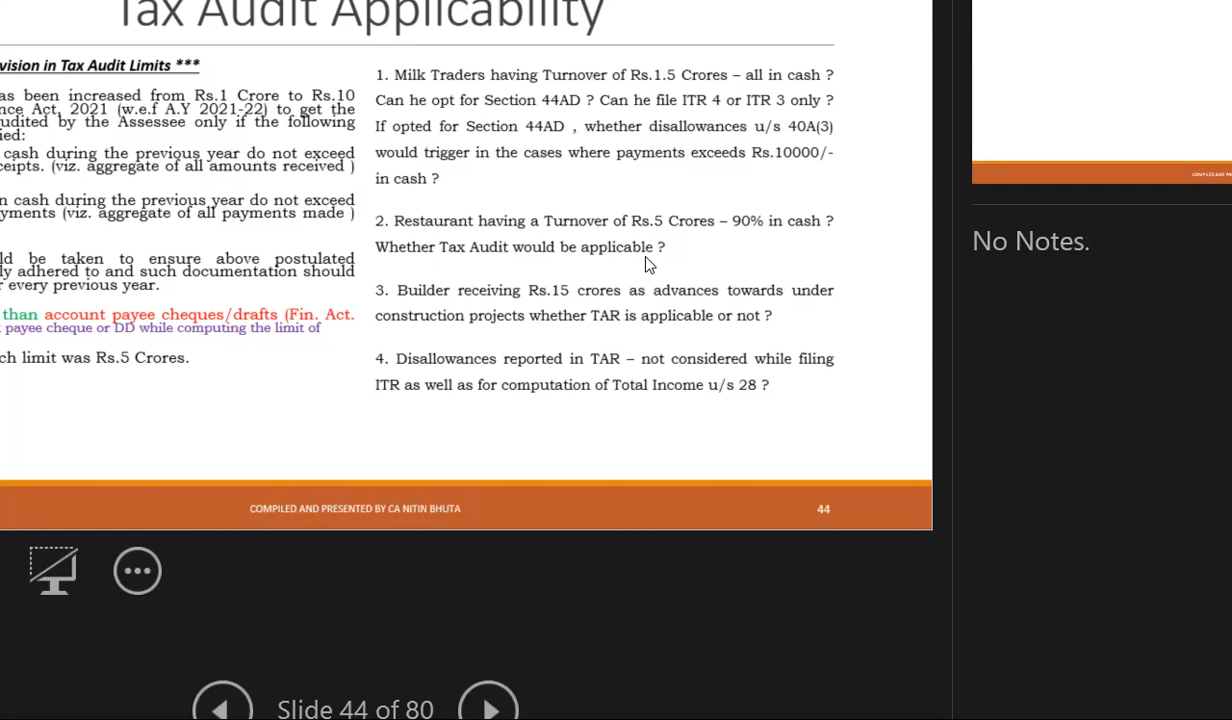 Tax Audit Applicability
vision in Tax Audit Limits ***
as been increased from Rs.1 Crore to Rs.10
nce Act, 2021 (w.e.f A.Y 2021-22) to get the
udited by the Assessee only if the following
ied:
cash during the previous year do not exceed
ceipts. (viz. aggregate of all amounts received )
n cash during the previous year do not exceed
yments (viz. aggregate of all payments made )
ld be taken to ensure above postulated
ly adhered to and such documentation should
r every previous year.
than account payee cheques/drafts (Fin. Act.
payee cheque or DD while computing the limit of
ch limit was Rs.5 Crores.
1. Milk Traders having Turnover of Rs.1.5 Crores – all in cash ?
Can he opt for Section 44AD ? Can he file ITR 4 or ITR 3 only ?
If opted for Section 44AD , whether disallowances u/s 40A(3)
would trigger in the cases where payments exceeds Rs.10000/-
in cash ?
2. Restaurant having a Turnover of Rs.5 Crores – 90% in cash ?
Whether Tax Audit would be applicable ?
3. Builder receiving Rs.15 crores as advances towards under
construction projects whether TAR is applicable or not ?
4. Disallowances reported in TAR – not considered while filing
ITR as well as for computation of Total Income u/s 28 ?
COMPILED AND PRESENTED BY CA NITIN BHUTA
44
No Notes.
Slide 44 of 80